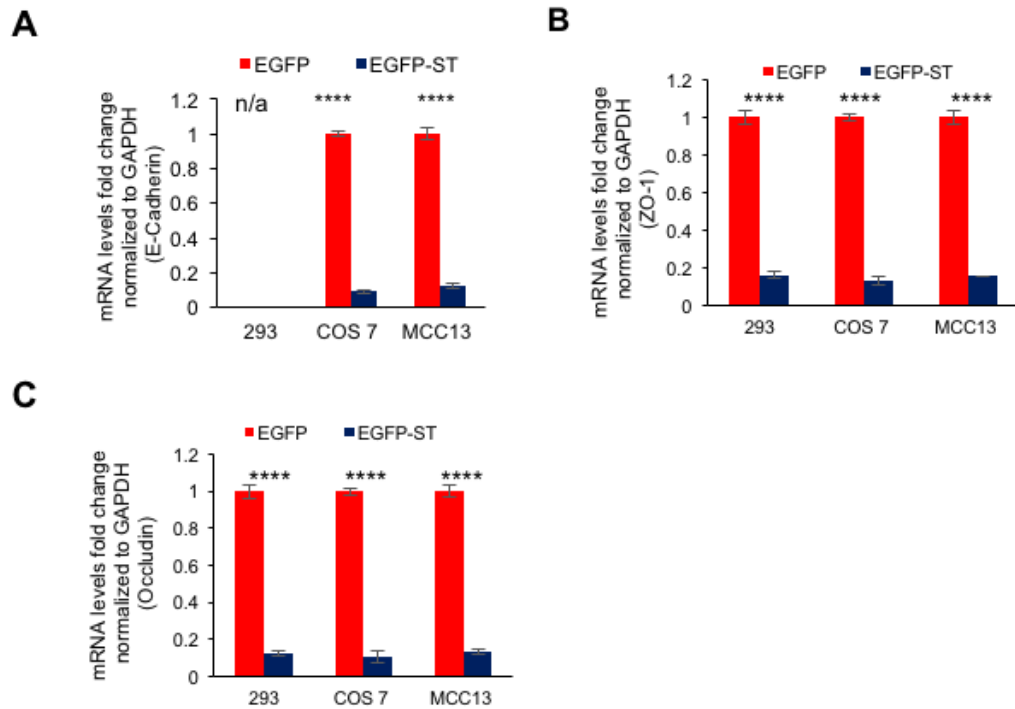 A
EGFP EGFP-ST
mRNA levels fold change
normalized to GAPDH
(E-Cadherin)
1.2
1
0.8
0.6
0.4
0.2
0
n/a **** ****
293 COS 7 MCC13
B
EGFP EGFP-ST
mRNA levels fold change
normalized to GAPDH
(ZO-1)
1.2
1
0.8
0.6
0.4
0.2
0
**** **** ****
293 COS 7 MCC13
C
EGFP EGFP-ST
mRNA levels fold change
normalized to GAPDH
(Occludin)
1.2
1
0.8
0.6
0.4
0.2
0
**** **** ****
293 COS 7 MCC13